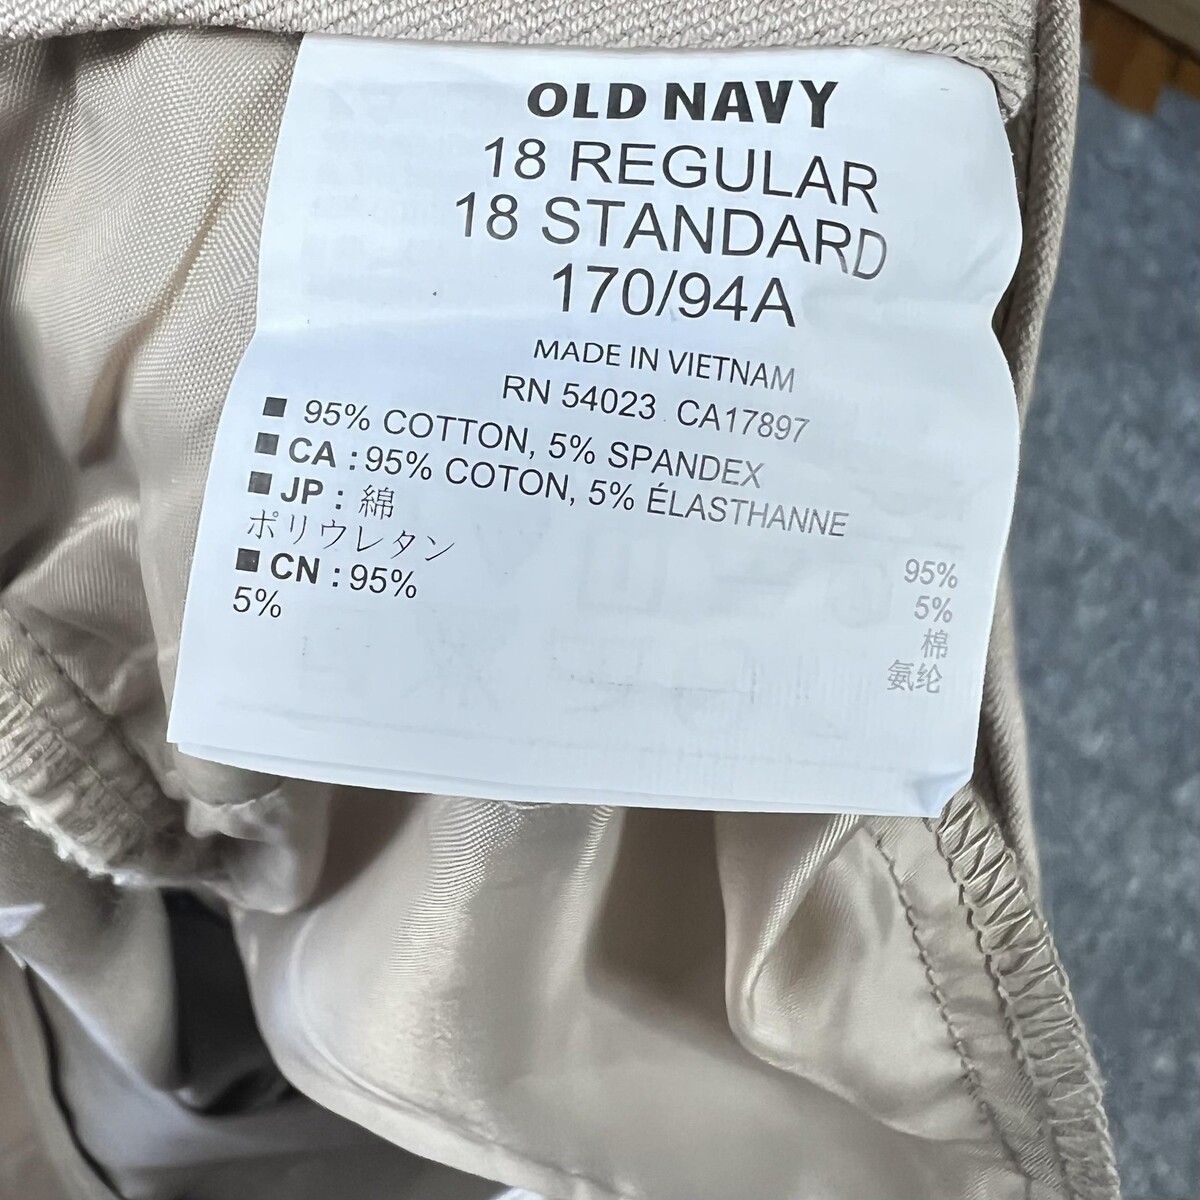 OLD NAVY
18 REGULAR
18 STANDARD
170/94A
MADE IN VIETNAM
RN 54023 CA17897
■ 95% COTTON, 5% SPANDEX
■ CA : 95% COTON, 5% ÉLASTHANNE
■ JP : 綿 95%
ポリウレタン 5%
■ CN : 95% 棉
5% 氨纶